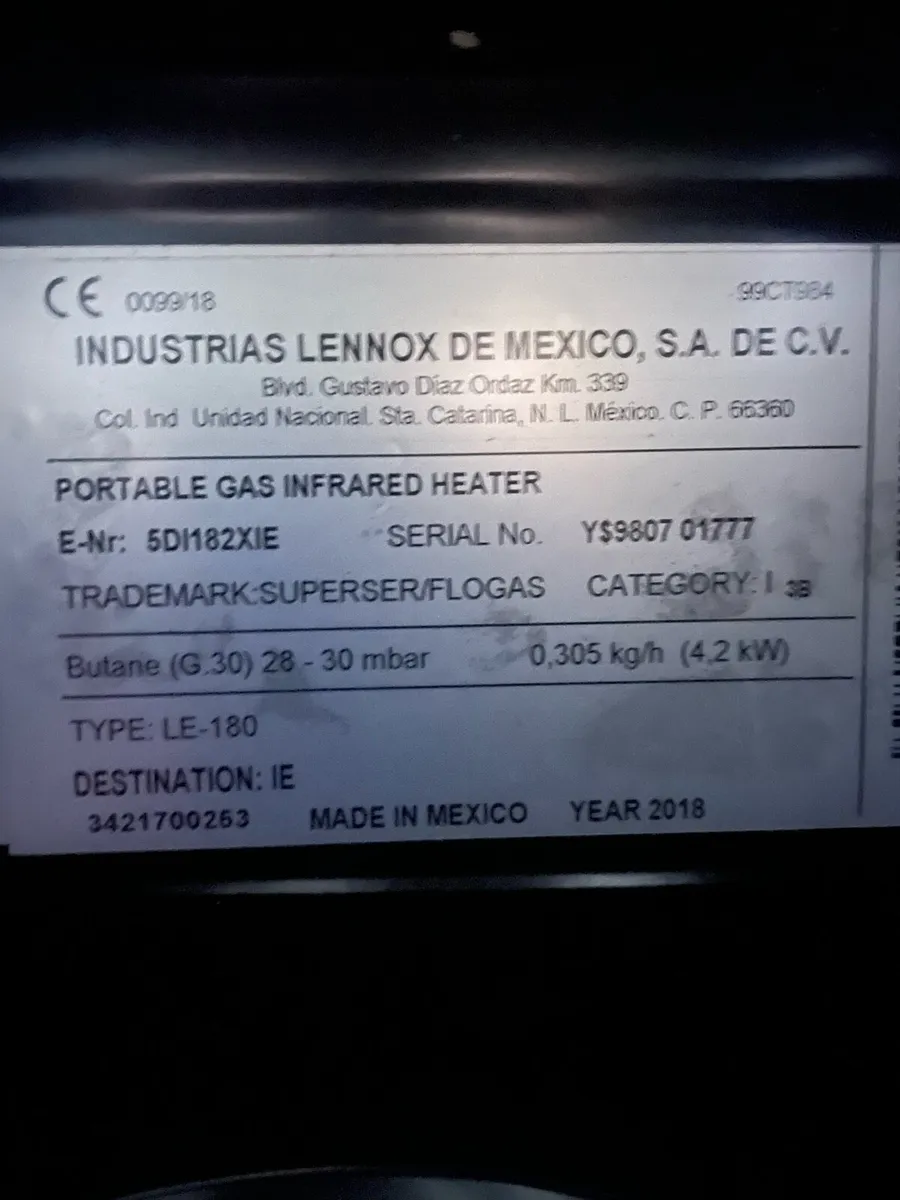 CE 0099/18 99CT984
INDUSTRIAS LENNOX DE MEXICO, S.A. DE C.V.
Blvd. Gustavo Díaz Ordaz Km. 339
Col. Ind Unidad Nacional. Sta. Catarina, N. L. México. C. P. 66360
PORTABLE GAS INFRARED HEATER
E-Nr: 5DI182XIE SERIAL No. Y$9807 01777
TRADEMARK:SUPERSER/FLOGAS CATEGORY: I 3B
Butane (G.30) 28 - 30 mbar 0,305 kg/h (4,2 kW)
TYPE: LE-180
DESTINATION: IE
3421700253 MADE IN MEXICO YEAR 2018